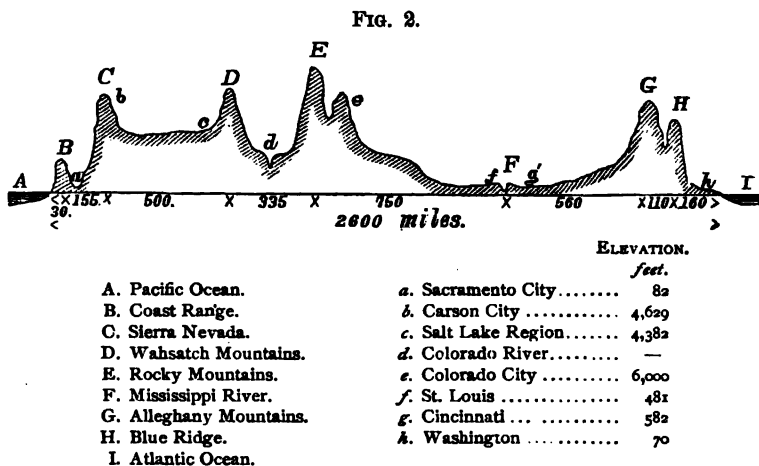 FIG. 2.
E
C
D
G
b
H
e
B
c
d
a
f
F
g'
h
A
I
<× 155. × 500. × 335 × 750 × 560 ×110×160 >
30.
< 2600 miles. >
ELEVATION.
feet.
A. Pacific Ocean.
B. Coast Range.
C. Sierra Nevada.
D. Wahsatch Mountains.
E. Rocky Mountains.
F. Mississippi River.
G. Alleghany Mountains.
H. Blue Ridge.
I. Atlantic Ocean.
a. Sacramento City........ 82
b. Carson City ........... 4,629
c. Salt Lake Region....... 4,382
d. Colorado River......... —
e. Colorado City ......... 6,000
f. St. Louis ............. 481
g. Cincinnati ... ........ 582
h. Washington ............ 70